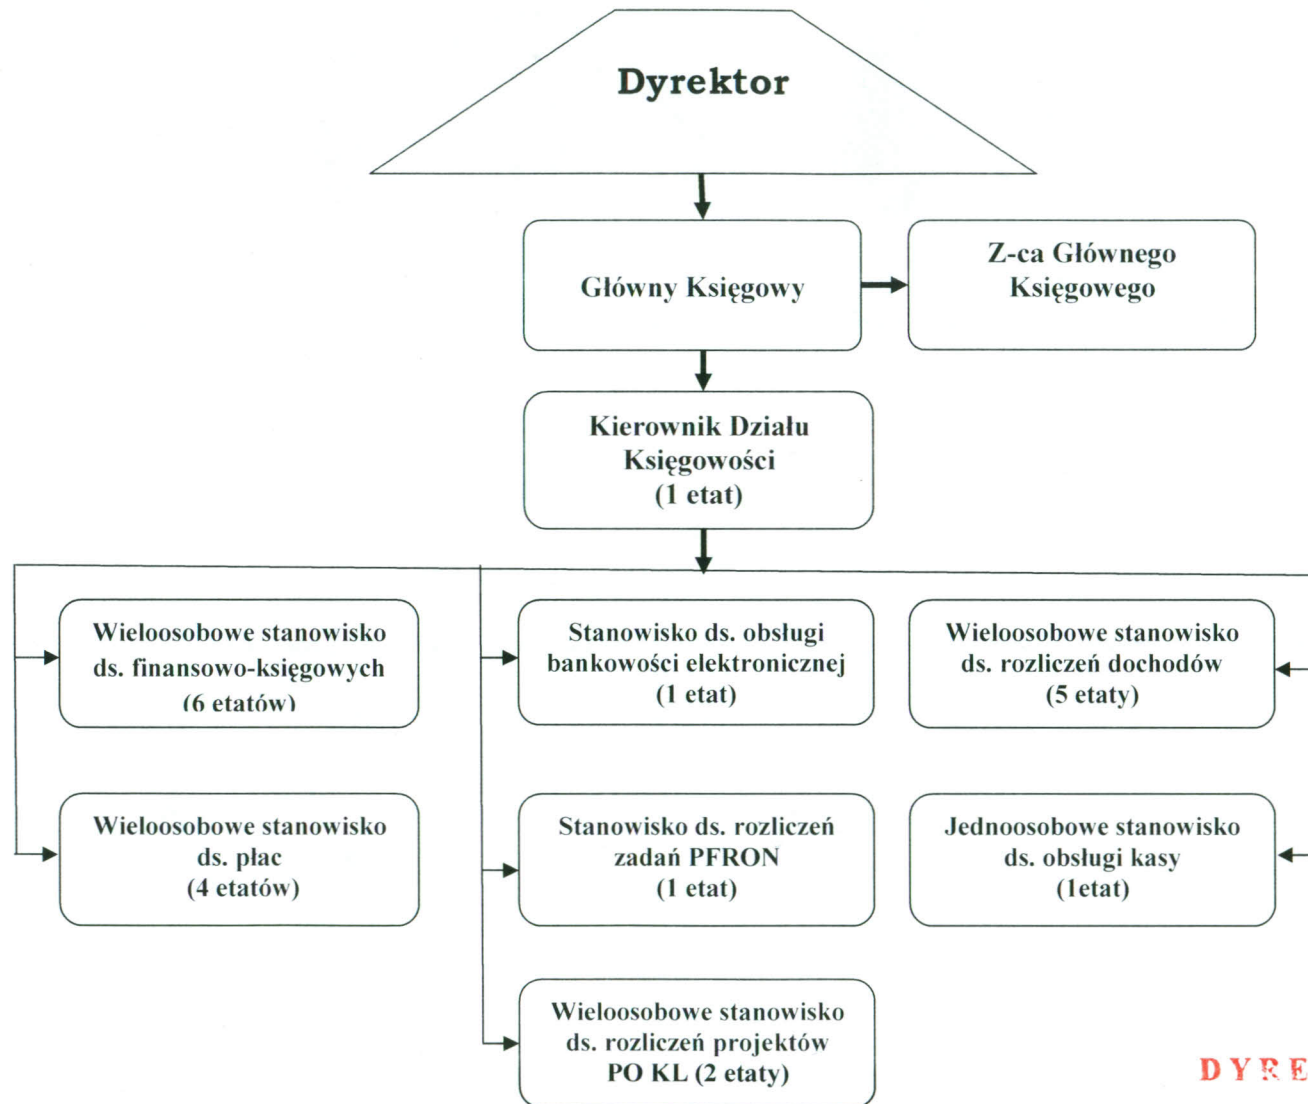 Dyrektor
Główny Księgowy
Z-ca Głównego
Księgowego
Kierownik Działu
Księgowości
(1 etat)
Wieloosobowe stanowisko
ds. finansowo-księgowych
(6 etatów)
Stanowisko ds. obsługi
bankowości elektronicznej
(1 etat)
Wieloosobowe stanowisko
ds. rozliczeń dochodów
(5 etaty)
Wieloosobowe stanowisko
ds. płac
(4 etatów)
Stanowisko ds. rozliczeń
zadań PFRON
(1 etat)
Jednoosobowe stanowisko
ds. obsługi kasy
(1etat)
Wieloosobowe stanowisko
ds. rozliczeń projektów
PO KL (2 etaty)
DYRE